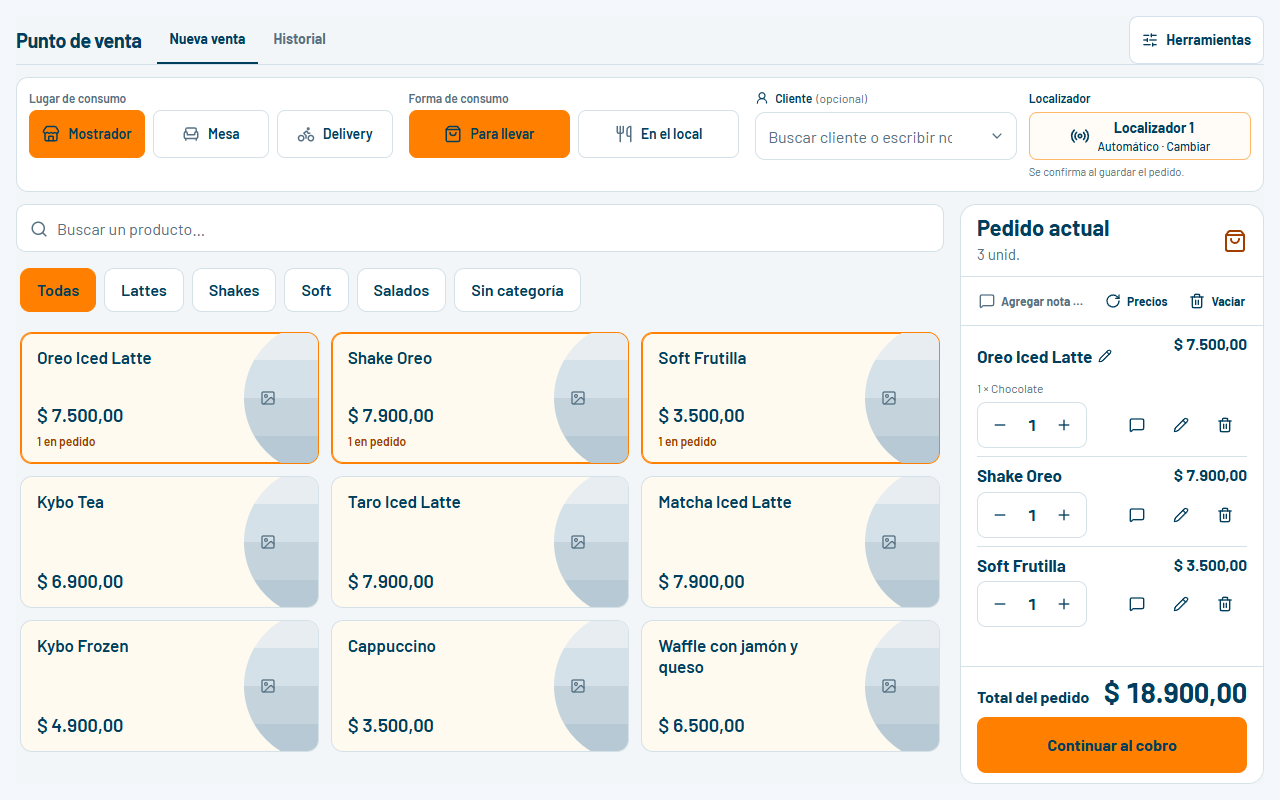 Punto de venta
Nueva venta
Historial
Herramientas
Lugar de consumo
Mostrador
Mesa
Delivery
Forma de consumo
Para llevar
En el local
Cliente (opcional)
Buscar cliente o escribir nc
Localizador
Localizador 1
Automático · Cambiar
Se confirma al guardar el pedido.
Buscar un producto...
Todas
Lattes
Shakes
Soft
Salados
Sin categoría
Oreo Iced Latte
$ 7.500,00
1 en pedido
Shake Oreo
$ 7.900,00
1 en pedido
Soft Frutilla
$ 3.500,00
1 en pedido
Kybo Tea
$ 6.900,00
Taro Iced Latte
$ 7.900,00
Matcha Iced Latte
$ 7.900,00
Kybo Frozen
$ 4.900,00
Cappuccino
$ 3.500,00
Waffle con jamón y
queso
$ 6.500,00
Pedido actual
3 unid.
Agregar nota ...
Precios
Vaciar
Oreo Iced Latte
$ 7.500,00
1 × Chocolate
1
Shake Oreo
$ 7.900,00
1
Soft Frutilla
$ 3.500,00
1
Total del pedido
$ 18.900,00
Continuar al cobro